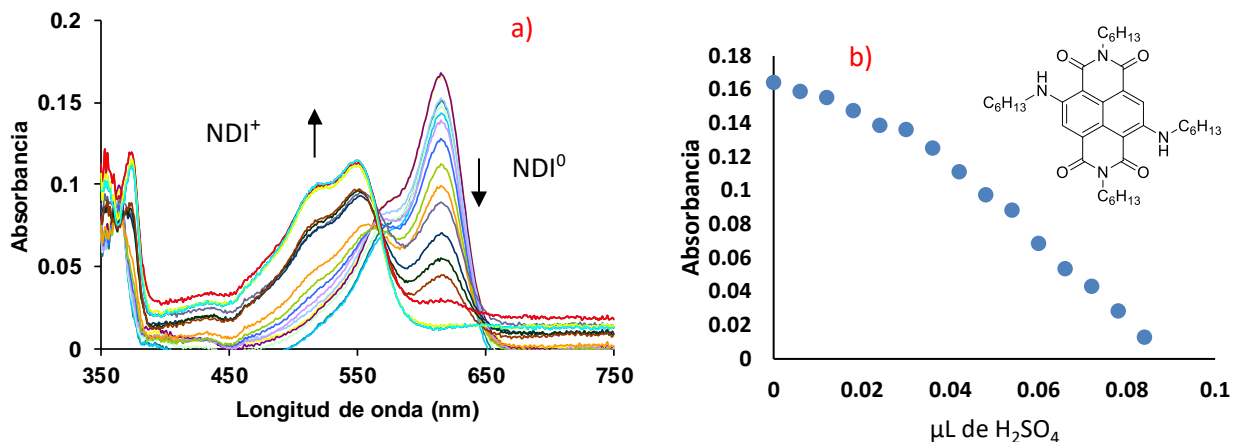 a)
0.2
0.15
0.1
0.05
0
Absorbancia
NDI⁺
NDI⁰
350
450
550
650
750
Longitud de onda (nm)
b)
0.18
0.16
0.14
0.12
0.1
0.08
0.06
0.04
0.02
0
Absorbancia
0
0.02
0.04
0.06
0.08
0.1
µL de H₂SO₄
C₆H₁₃
O
N
O
H
N
C₆H₁₃
C₆H₁₃
N
H
O
N
O
C₆H₁₃